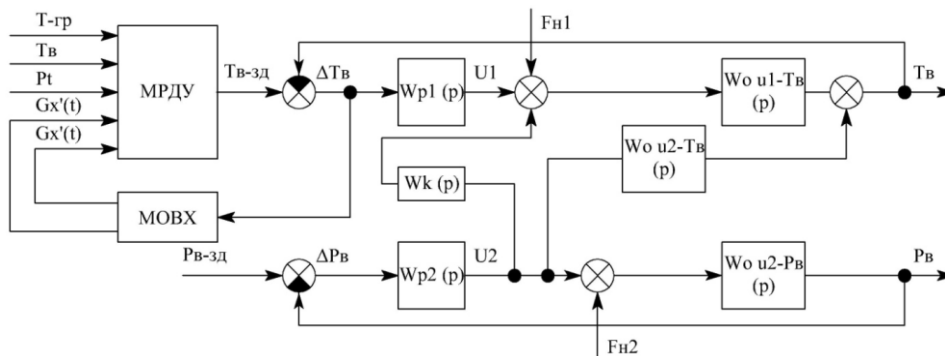 Fн1
Т-гр
Тв
Pt
Gx'(t)
Gx'(t)
МРДУ
Тв-зд
ΔТв
Wp1 (p)
U1
Wo u1-Тв
(p)
Тв
Wo u2-Тв
(p)
Wk (p)
МОВХ
Рв-зд
ΔРв
Wp2 (p)
U2
Wo u2-Рв
(p)
Рв
Fн2